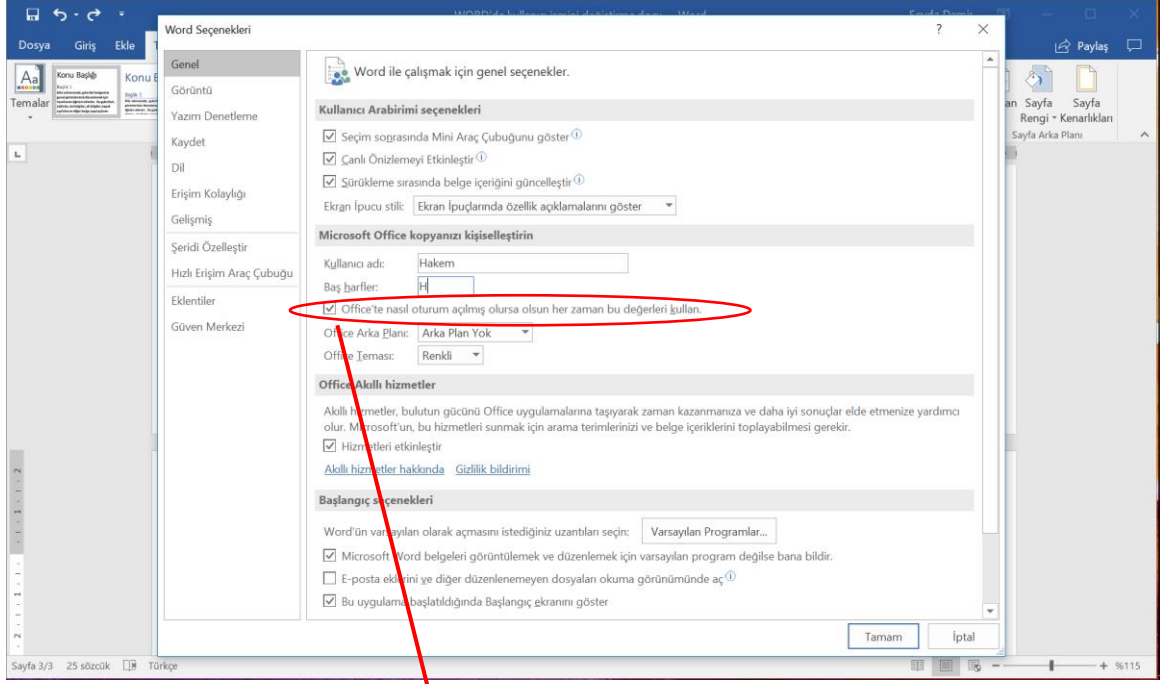 WORD'de kullanıcı ismini değiştirme.docx - Word
Dosya Giriş Ekle
Paylaş
Aa
Temalar
Konu Başlığı
Sayfa Rengi
Sayfa Kenarlıkları
Sayfa Arka Planı
Word Seçenekleri
Genel
Görüntü
Yazım Denetleme
Kaydet
Dil
Erişim Kolaylığı
Gelişmiş
Şeridi Özelleştir
Hızlı Erişim Araç Çubuğu
Eklentiler
Güven Merkezi
Word ile çalışmak için genel seçenekler.
Kullanıcı Arabirimi seçenekleri
Seçim sonrasında Mini Araç Çubuğunu göster
Canlı Önizlemeyi Etkinleştir
Sürükleme sırasında belge içeriğini güncelleştir
Ekran İpucu stili: Ekran İpuçlarında özellik açıklamalarını göster
Microsoft Office kopyanızı kişiselleştirin
Kullanıcı adı: Hakem
Baş harfler: H
Office'te nasıl oturum açılmış olursa olsun her zaman bu değerleri kullan.
Office Arka Planı: Arka Plan Yok
Office Teması: Renkli
Office Akıllı hizmetler
Akıllı hizmetler, bulutun gücünü Office uygulamalarına taşıyarak zaman kazanmanıza ve daha iyi sonuçlar elde etmenize yardımcı
olur. Microsoft'un, bu hizmetleri sunmak için arama terimlerinizi ve belge içeriklerini toplayabilmesi gerekir.
Hizmetleri etkinleştir
Akıllı hizmetler hakkında Gizlilik bildirimi
Başlangıç seçenekleri
Word'ün varsayılan olarak açmasını istediğiniz uzantıları seçin: Varsayılan Programlar...
Microsoft Word belgeleri görüntülemek ve düzenlemek için varsayılan program değilse bana bildir.
E-posta eklerini ve diğer düzenlenemeyen dosyaları okuma görünümünde aç
Bu uygulama başlatıldığında Başlangıç ekranını göster
Tamam İptal
Sayfa 3/3 25 sözcük Türkçe %115